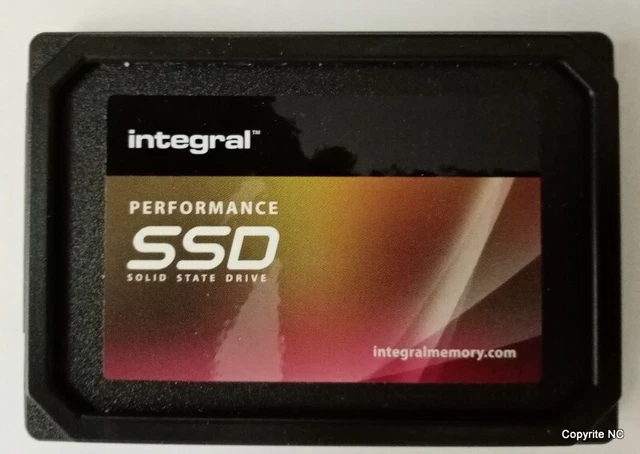 integral™
PERFORMANCE
SSD
SOLID STATE DRIVE
integralmemory.com
Copyrite NC